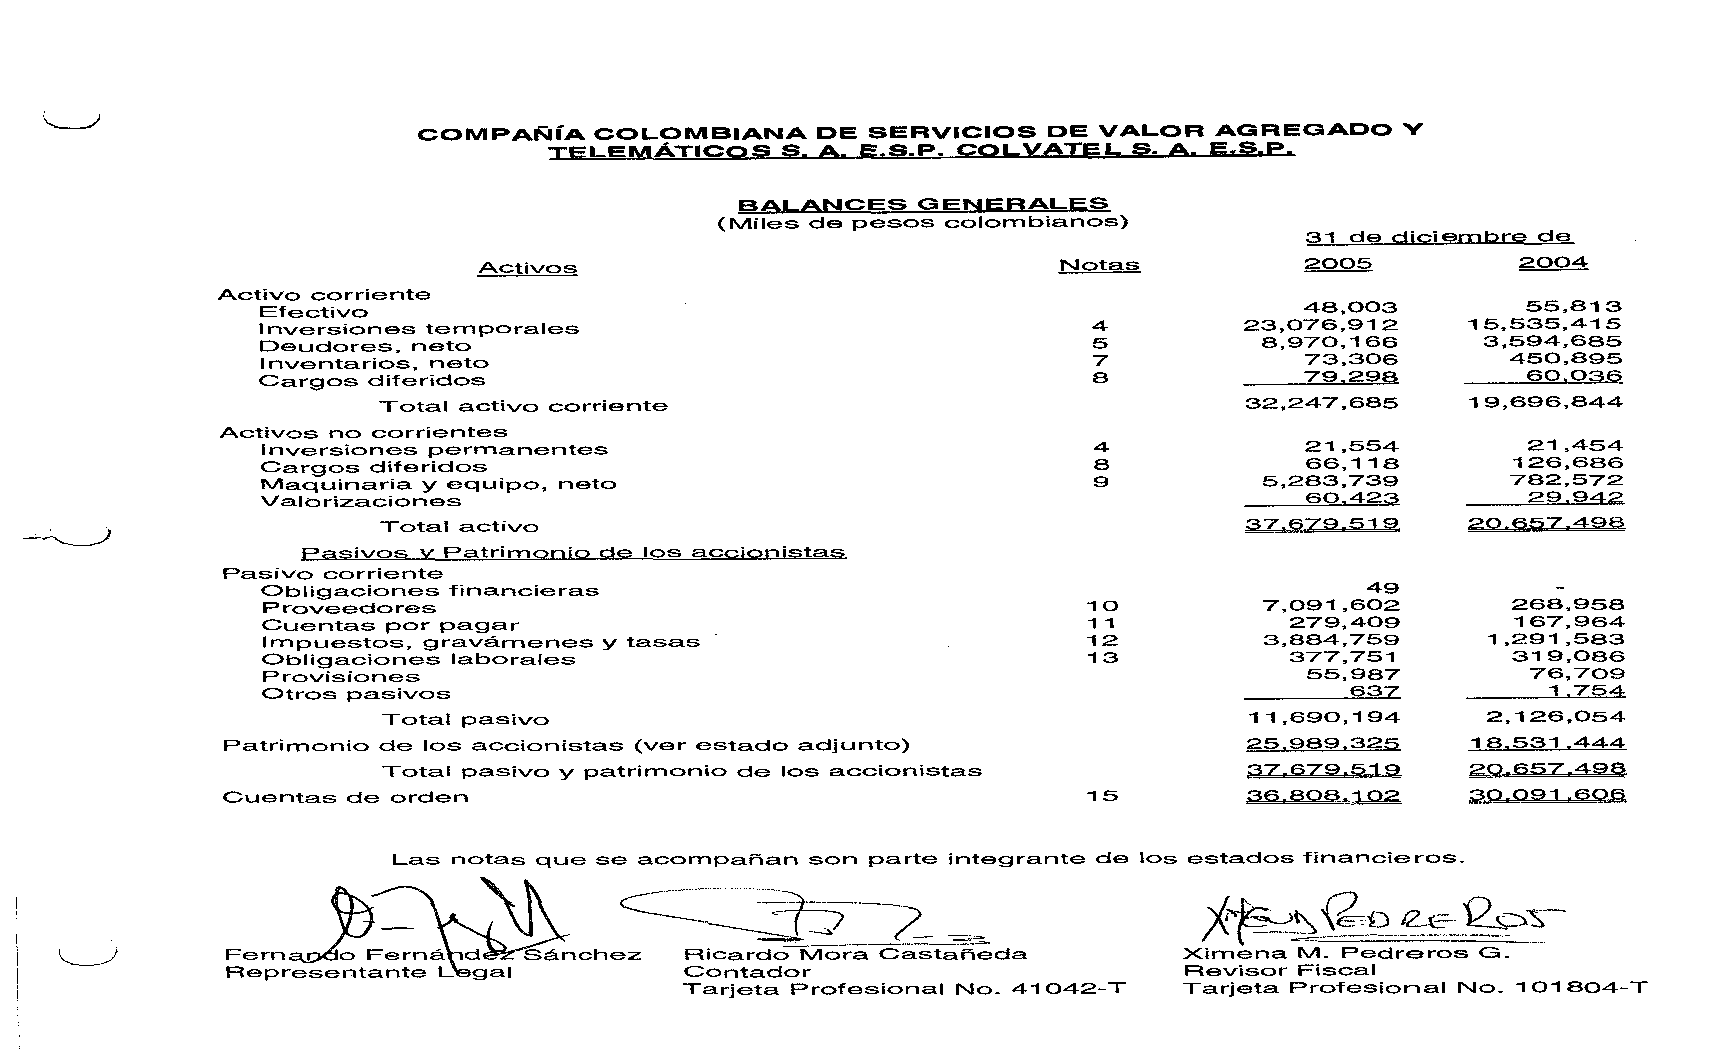 COMPAÑÍA COLOMBIANA DE SERVICIOS DE VALOR AGREGADO Y
TELEMÁTICOS S. A. E.S.P. COLVATEL S. A. E.S.P.
BALANCES GENERALES
(Miles de pesos colombianos)
31 de diciembre de
Activos Notas 2005 2004
Activo corriente
Efectivo 48,003 55,813
Inversiones temporales 4 23,076,912 15,535,415
Deudores, neto 5 8,970,166 3,594,685
Inventarios, neto 7 73,306 450,895
Cargos diferidos 8 79,298 60,036
Total activo corriente 32,247,685 19,696,844
Activos no corrientes
Inversiones permanentes 4 21,554 21,454
Cargos diferidos 8 66,118 126,686
Maquinaria y equipo, neto 9 5,283,739 782,572
Valorizaciones 60,423 29,942
Total activo 37,679,519 20,657,498
Pasivos y Patrimonio de los accionistas
Pasivo corriente
Obligaciones financieras 49 -
Proveedores 10 7,091,602 268,958
Cuentas por pagar 11 279,409 167,964
Impuestos, gravámenes y tasas 12 3,884,759 1,291,583
Obligaciones laborales 13 377,751 319,086
Provisiones 55,987 76,709
Otros pasivos 637 1,754
Total pasivo 11,690,194 2,126,054
Patrimonio de los accionistas (ver estado adjunto) 25,989,325 18,531,444
Total pasivo y patrimonio de los accionistas 37,679,519 20,657,498
Cuentas de orden 15 36,808,102 30,091,606
Las notas que se acompañan son parte integrante de los estados financieros.
PEDREROS
Fernando Fernández Sánchez Ricardo Mora Castañeda Ximena M. Pedreros G.
Representante Legal Contador Revisor Fiscal
Tarjeta Profesional No. 41042-T Tarjeta Profesional No. 101804-T